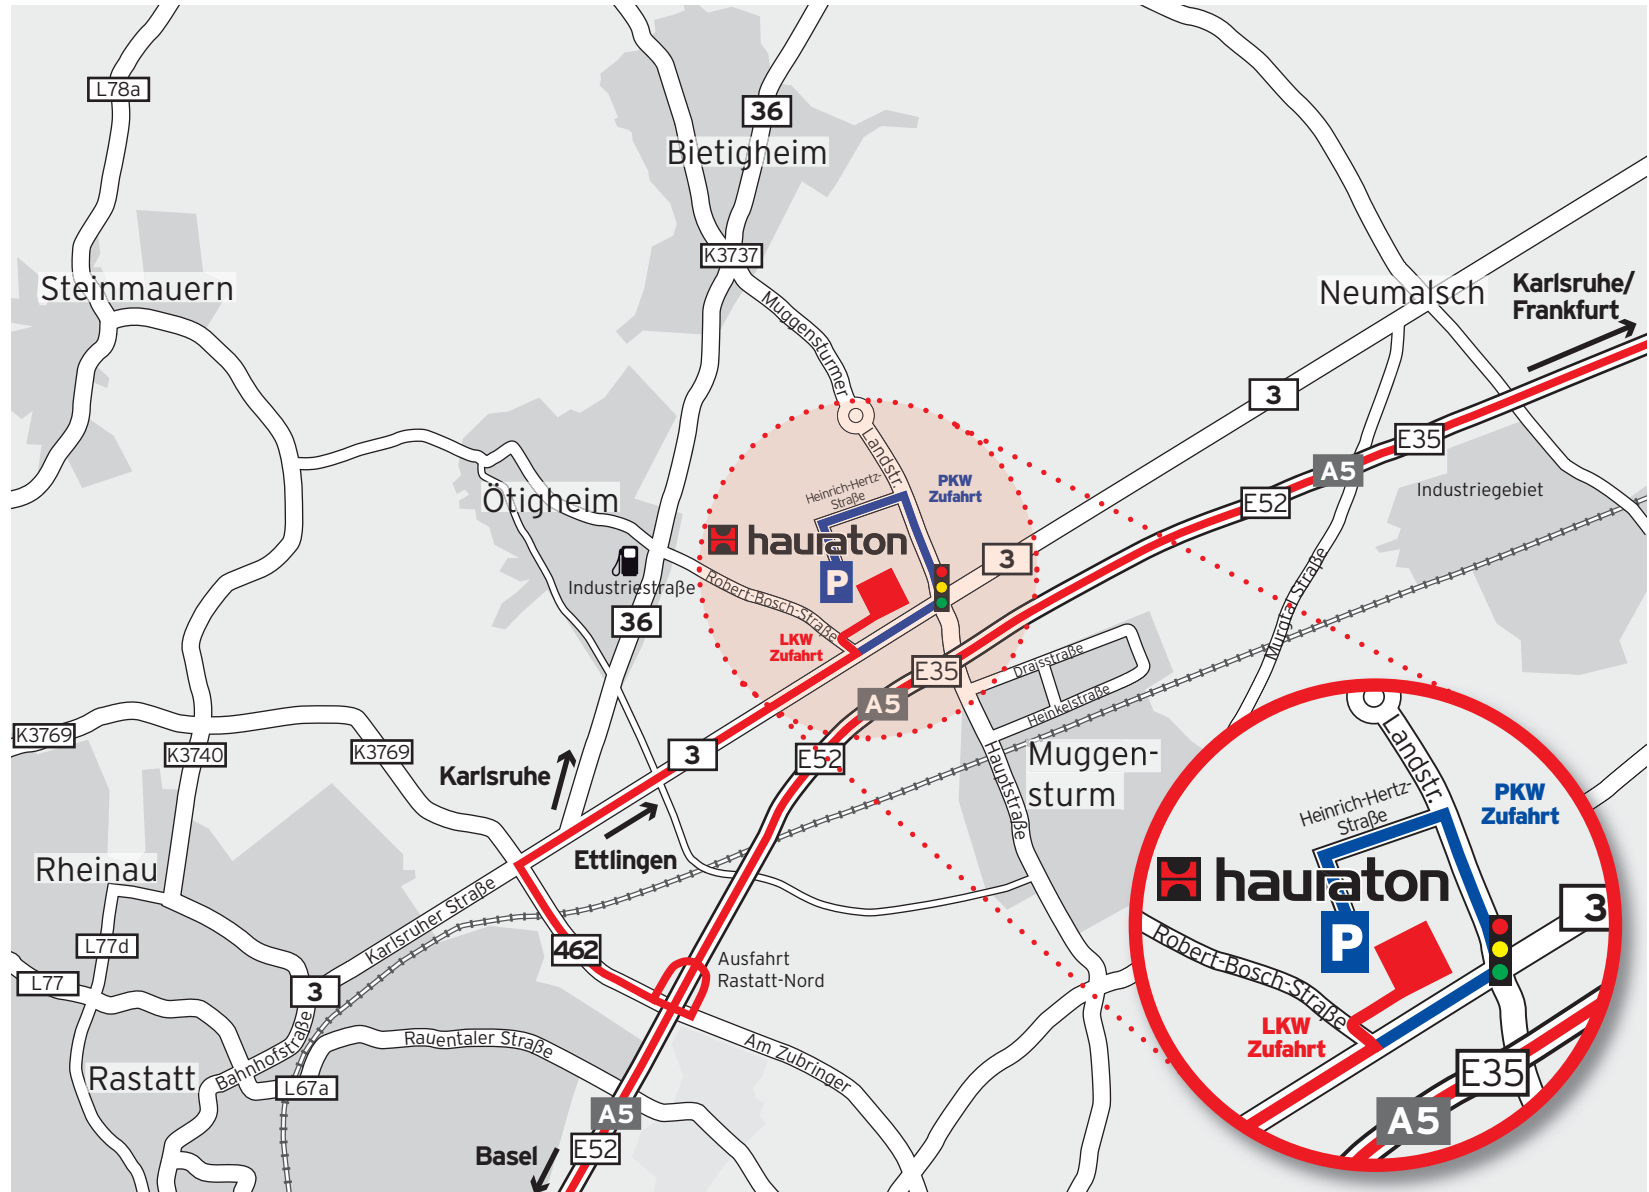 L78a
36
Bietigheim
K3737
Steinmauern
Muggensturmer
Neumalsch
Karlsruhe/
Frankfurt
3
E35
A5
Landstr.
Heinrich-Hertz-
Straße
PKW
Zufahrt
Industriegebiet
E52
Ötigheim
hauraton
3
P
Industriestraße
Robert-Bosch-Straße
36
LKW
Zufahrt
Murgtal Straße
E35
Draisstraße
A5
Heinkelstraße
K3769
K3740
K3769
3
E52
Hauptstraße
Muggen-
sturm
Karlsruhe
Ettlingen
Rheinau
Karlsruher Straße
L77d
462
Ausfahrt
Rastatt-Nord
L77
3
Bahnhofstraße
Rauentaler Straße
Am Zubringer
Rastatt
L67a
A5
E52
Basel
Landstr.
Heinrich-Hertz-
Straße
PKW
Zufahrt
hauraton
3
P
Robert-Bosch-Straße
LKW
Zufahrt
E35
A5